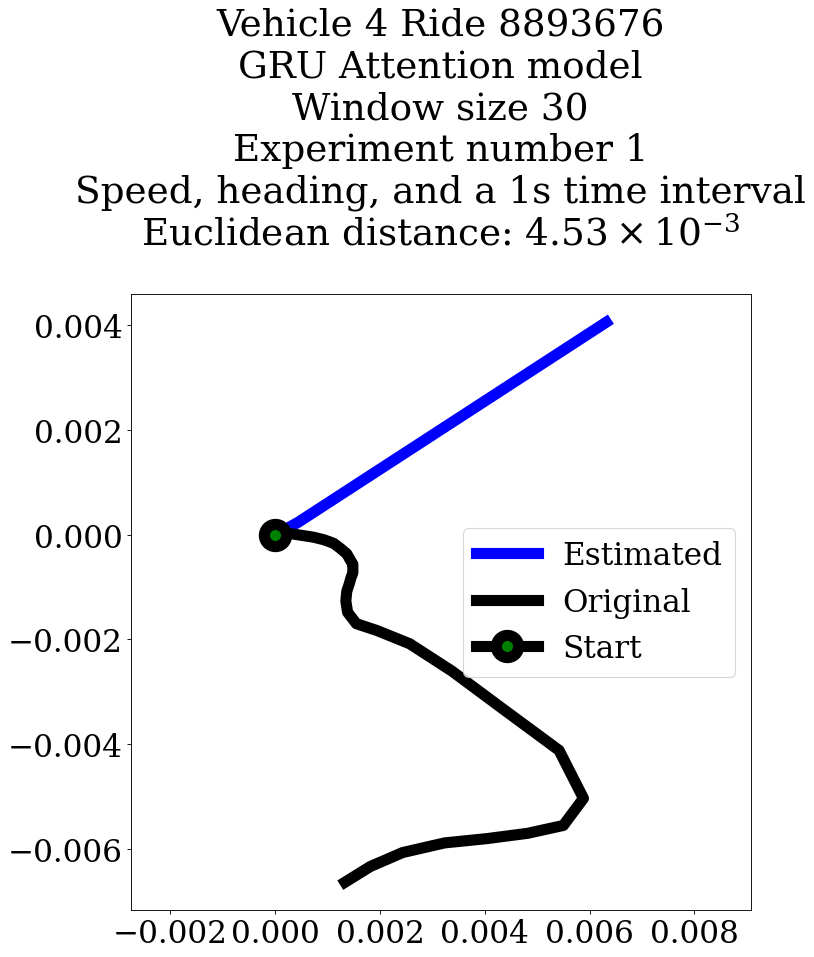 Vehicle 4 Ride 8893676
GRU Attention model
Window size 30
Experiment number 1
Speed, heading, and a 1s time interval
Euclidean distance: 4.53 × 10⁻³
0.004
0.002
0.000
−0.002
−0.004
−0.006
Estimated
Original
Start
−0.002 0.000 0.002 0.004 0.006 0.008